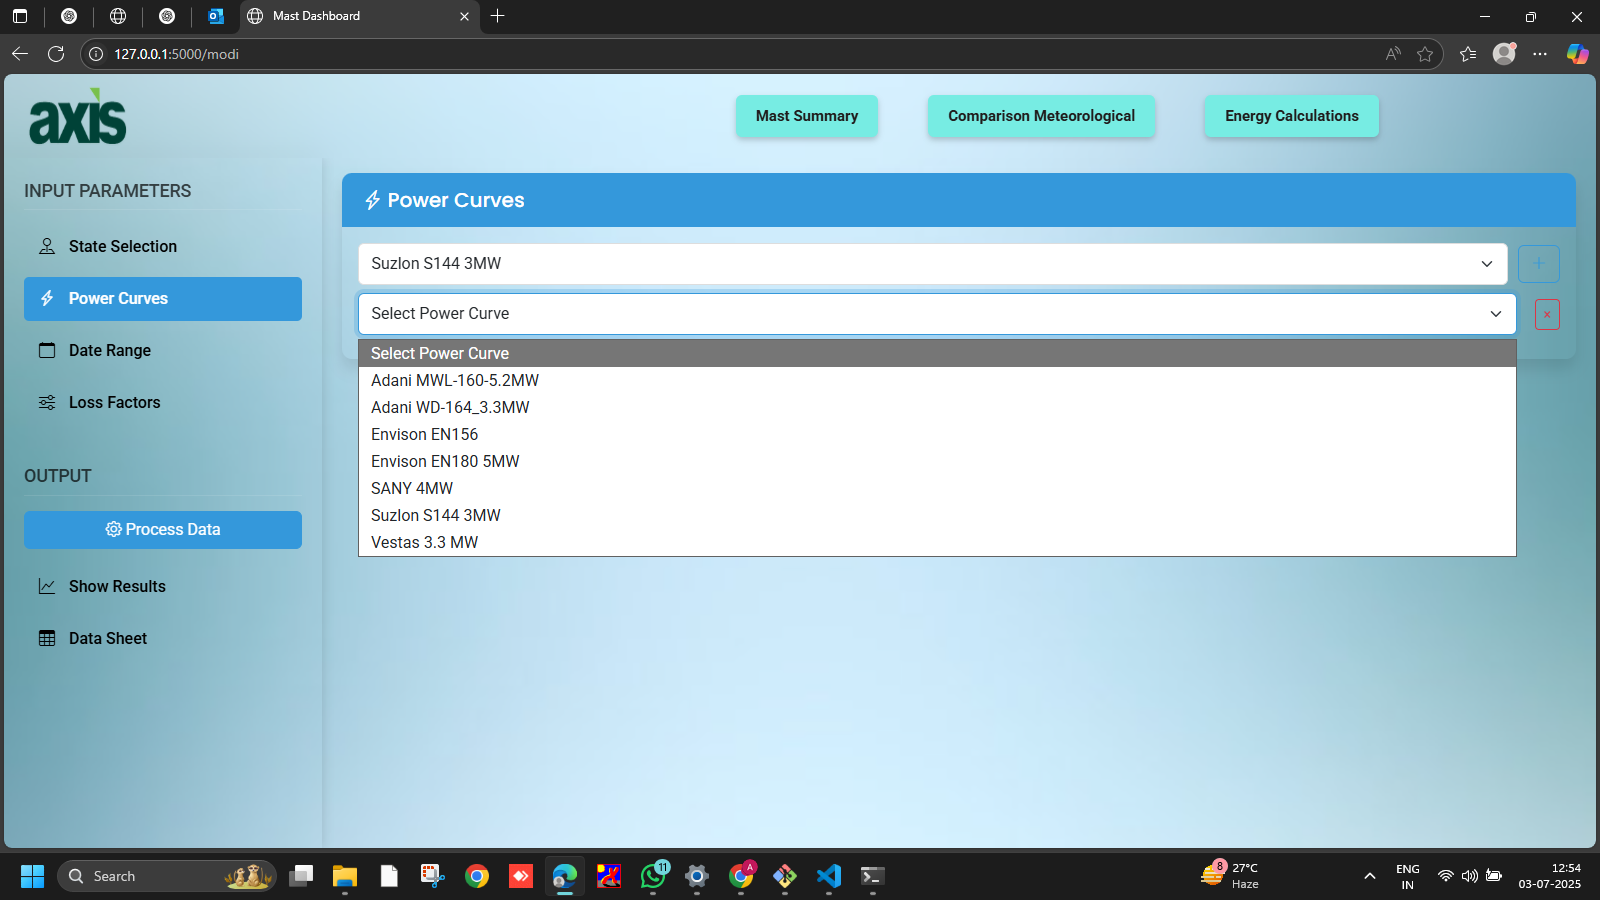 Mast Dashboard
127.0.0.1:5000/modi
axis
Mast Summary
Comparison Meteorological
Energy Calculations
INPUT PARAMETERS
State Selection
Power Curves
Date Range
Loss Factors
OUTPUT
Process Data
Show Results
Data Sheet
Power Curves
Suzlon S144 3MW
Select Power Curve
Select Power Curve
Adani MWL-160-5.2MW
Adani WD-164_3.3MW
Envison EN156
Envison EN180 5MW
SANY 4MW
Suzlon S144 3MW
Vestas 3.3 MW
Search
11
A
8
27°C
Haze
ENG
IN
12:54
03-07-2025